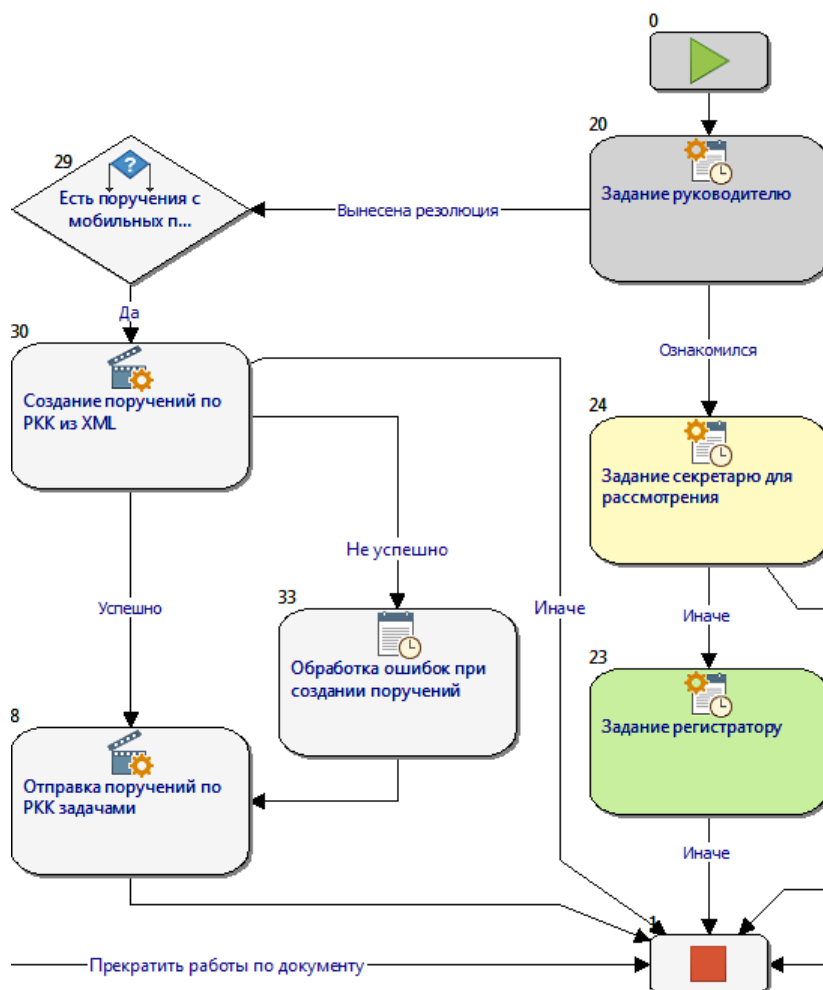 0
20
Задание руководителю
29
?
Есть поручения с
мобильных п...
Вынесена резолюция
Да
Ознакомился
30
Создание поручений по
РКК из XML
24
Задание секретарю для
рассмотрения
Не успешно
Успешно
33
Иначе
Иначе
Обработка ошибок при
создании поручений
23
Задание регистратору
8
Отправка поручений по
РКК задачами
Иначе
1
Прекратить работы по документу